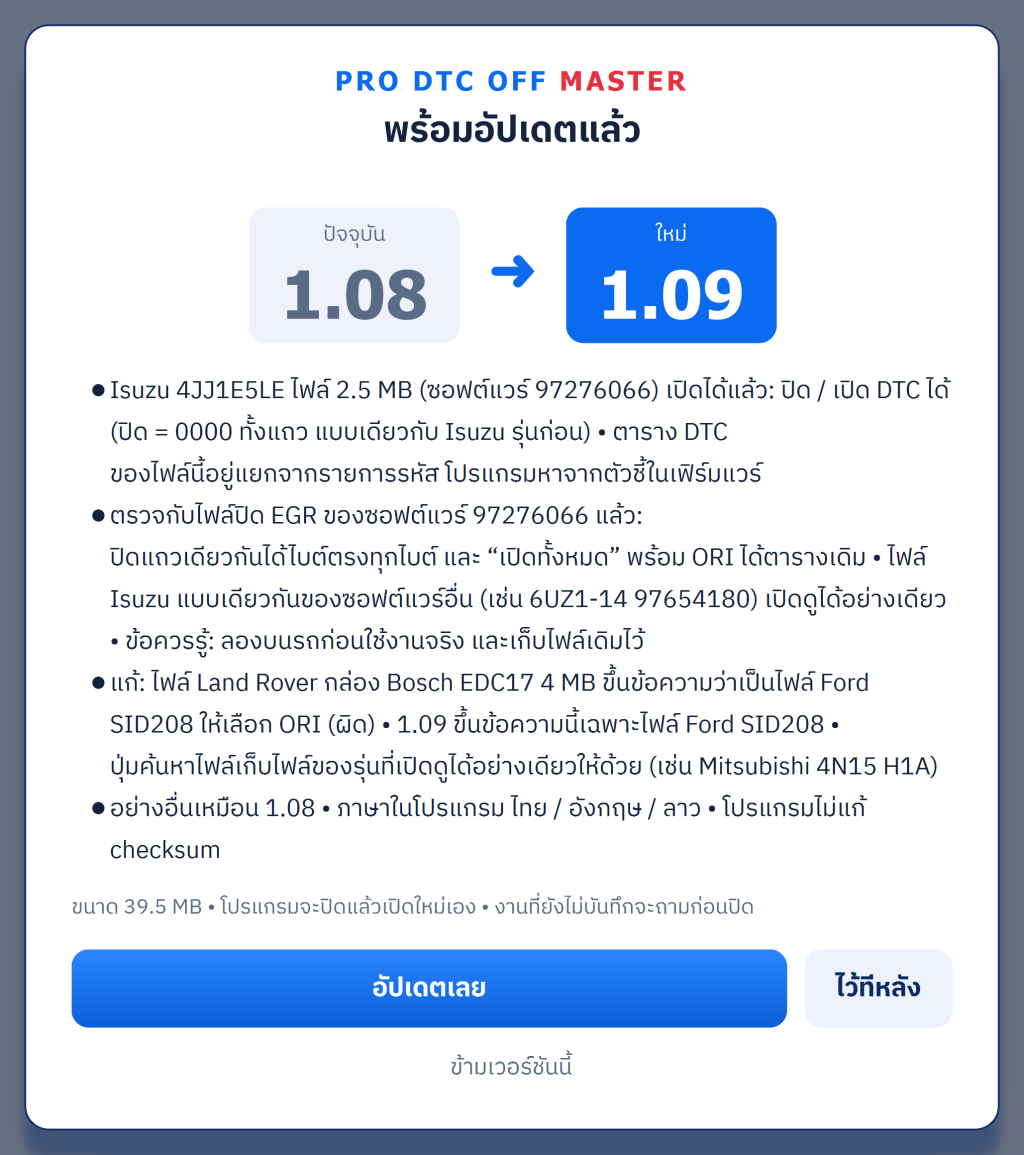 PRO DTC OFF MASTER
พร้อมอัปเดตแล้ว
ปัจจุบัน
1.08
➜
ใหม่
1.09
● Isuzu 4JJ1E5LE ไฟล์ 2.5 MB (ซอฟต์แวร์ 97276066) เปิดได้แล้ว: ปิด / เปิด DTC ได้
(ปิด = 0000 ทั้งแถว แบบเดียวกับ Isuzu รุ่นก่อน) • ตาราง DTC
ของไฟล์นี้อยู่แยกจากรายการรหัส โปรแกรมหาจากตัวชี้ในเฟิร์มแวร์
● ตรวจกับไฟล์ปิด EGR ของซอฟต์แวร์ 97276066 แล้ว:
ปิดแถวเดียวกันได้ไบต์ตรงทุกไบต์ และ “เปิดทั้งหมด” พร้อม ORI ได้ตารางเดิม • ไฟล์
Isuzu แบบเดียวกันของซอฟต์แวร์อื่น (เช่น 6UZ1-14 97654180) เปิดดูได้อย่างเดียว
• ข้อควรรู้: ลองบนรถก่อนใช้งานจริง และเก็บไฟล์เดิมไว้
● แก้: ไฟล์ Land Rover กล่อง Bosch EDC17 4 MB ขึ้นข้อความว่าเป็นไฟล์ Ford
SID208 ให้เลือก ORI (ผิด) • 1.09 ขึ้นข้อความนี้เฉพาะไฟล์ Ford SID208 •
ปุ่มค้นหาไฟล์เก็บไฟล์ของรุ่นที่เปิดดูได้อย่างเดียวให้ด้วย (เช่น Mitsubishi 4N15 H1A)
● อย่างอื่นเหมือน 1.08 • ภาษาในโปรแกรม ไทย / อังกฤษ / ลาว • โปรแกรมไม่แก้
checksum
ขนาด 39.5 MB • โปรแกรมจะปิดแล้วเปิดใหม่เอง • งานที่ยังไม่บันทึกจะถามก่อนปิด
อัปเดตเลย
ไว้ทีหลัง
ข้ามเวอร์ชันนี้